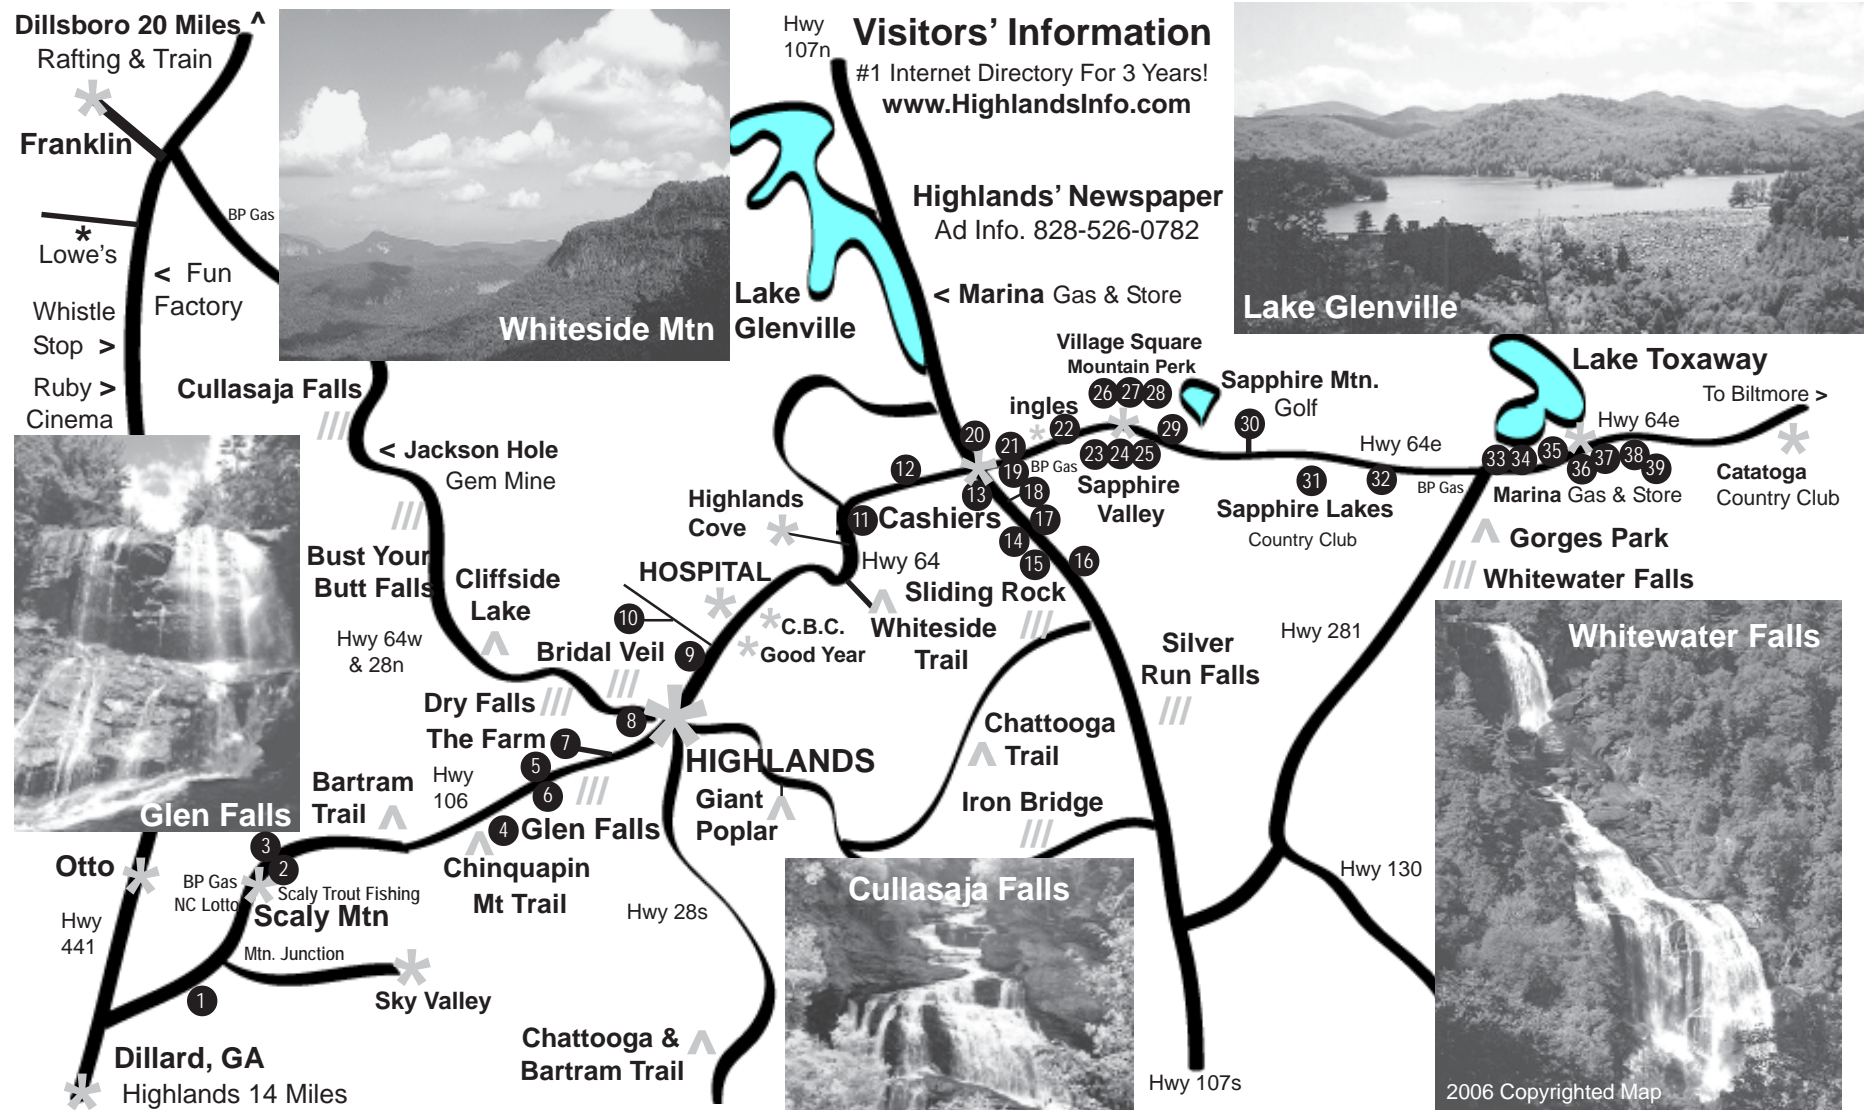 Dillsboro 20 Miles ^
Rafting & Train
Franklin
BP Gas
*
Lowe's
< Fun
Factory
Whistle
Stop >
Ruby >
Cinema
Whiteside Mtn
Hwy
107n
Visitors' Information
#1 Internet Directory For 3 Years!
www.HighlandsInfo.com
Highlands' Newspaper
Ad Info. 828-526-0782
Lake
Glenville
< Marina Gas & Store
Lake Glenville
Village Square
Mountain Perk
26 27 28
Sapphire Mtn.
Golf
ingles
20 21 22
23 24 25
29
30
19
BP Gas
Sapphire
Valley
31
32
Sapphire Lakes
Country Club
Hwy 64e
BP Gas
Lake Toxaway
To Biltmore >
Hwy 64e
33 34 35
36 37 38 39
Marina Gas & Store
Catatoga
Country Club
Gorges Park
Whitewater Falls
Cullasaja Falls
< Jackson Hole
Gem Mine
Bust Your
Butt Falls
Cliffside
Lake
Hwy 64w
& 28n
Highlands
Cove
12
11
Cashiers
13
18
17
14
15
16
Hwy 64
HOSPITAL
10
C.B.C.
Good Year
Sliding Rock
Whiteside
Trail
Bridal Veil
9
Dry Falls
8
The Farm
7
5
6
HIGHLANDS
Silver
Run Falls
Hwy 281
Chattooga
Trail
Iron Bridge
Giant
Poplar
Bartram
Trail
Hwy
106
4
Glen Falls
Chinquapin
Mt Trail
Glen Falls
Otto
3
2
BP Gas
NC Lotto
Scaly Trout Fishing
Scaly Mtn
Hwy
441
Mtn. Junction
Sky Valley
1
Hwy 28s
Chattooga &
Bartram Trail
Dillard, GA
Highlands 14 Miles
Cullasaja Falls
Hwy 107s
Hwy 130
Whitewater Falls
2006 Copyrighted Map